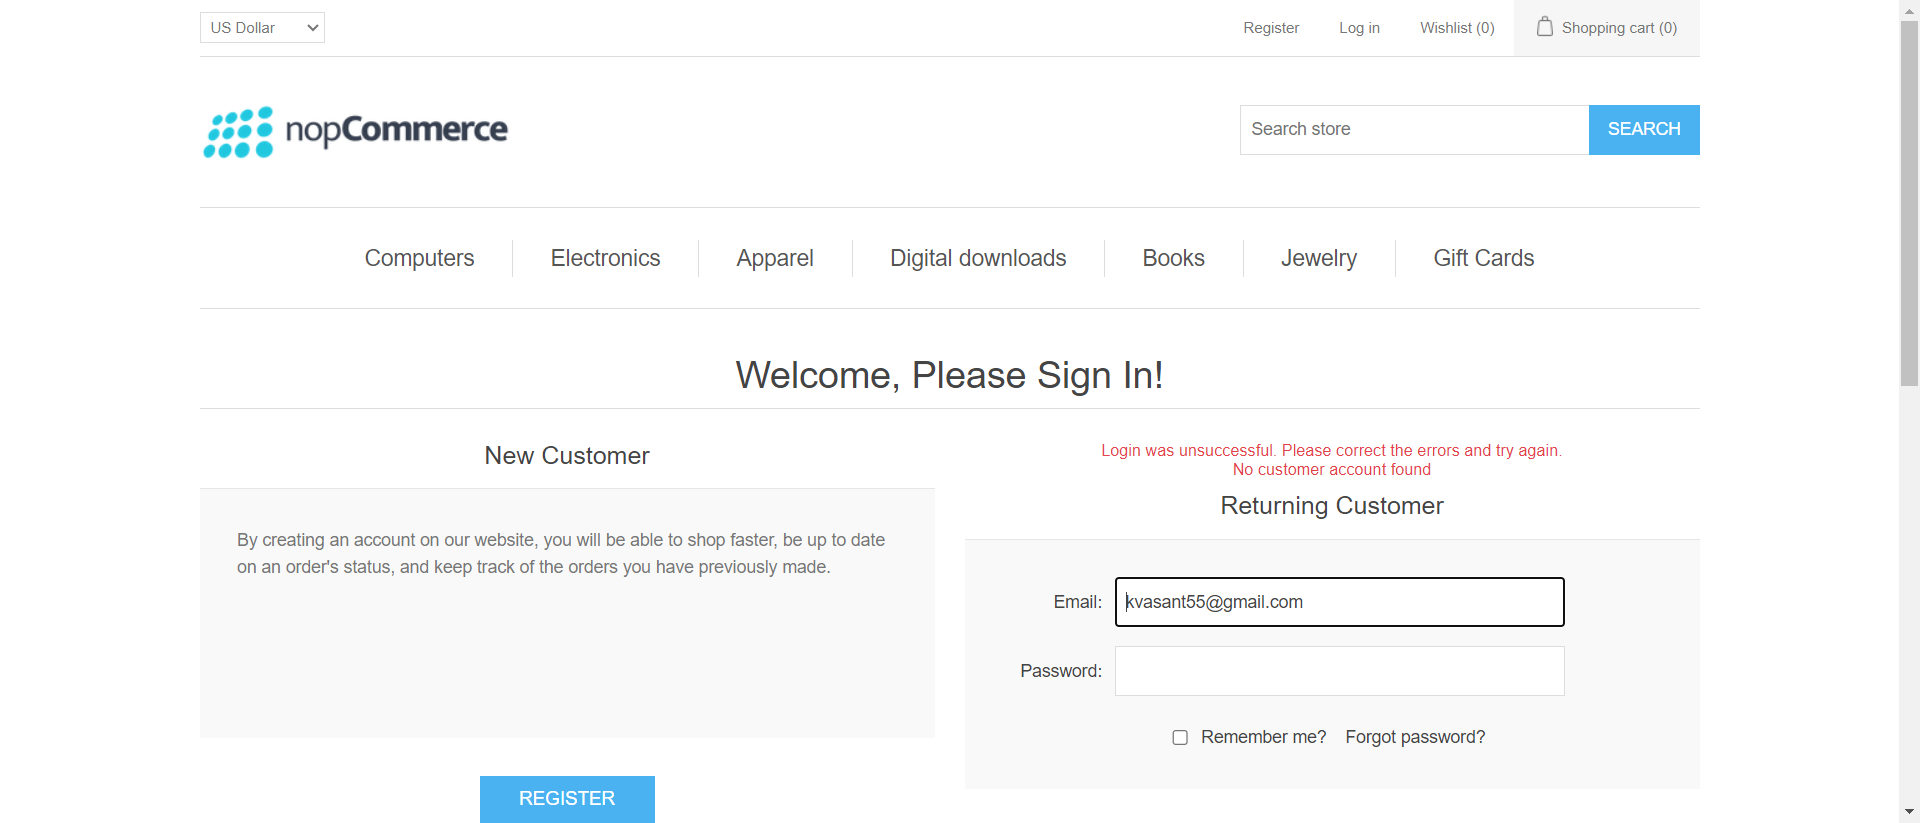 US Dollar
Register
Log in
Wishlist (0)
Shopping cart (0)
nopCommerce
Search store
SEARCH
Computers
Electronics
Apparel
Digital downloads
Books
Jewelry
Gift Cards
Welcome, Please Sign In!
New Customer
By creating an account on our website, you will be able to shop faster, be up to date
on an order's status, and keep track of the orders you have previously made.
REGISTER
Login was unsuccessful. Please correct the errors and try again.
No customer account found
Returning Customer
Email: kvasant55@gmail.com
Password:
Remember me? Forgot password?